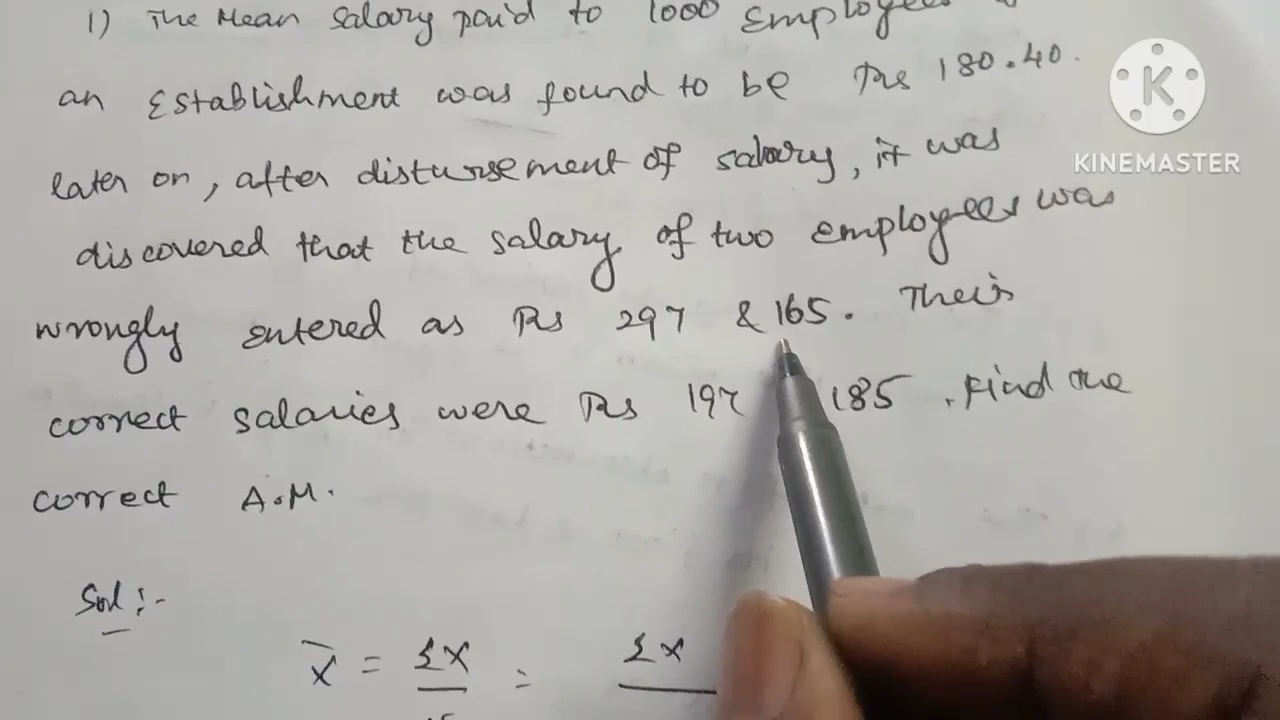 1) The Mean salary paid to 1000 Employees
an Establishment was found to be Rs 180.40.
later on, after distursement of salary, it was
discovered that the salary of two employees was
wrongly entered as Rs 297 & 165. Their
correct salaries were Rs 197 185. Find the
correct A.M.
Sol :-
x̄ = Σx = Σx
K
KINEMASTER